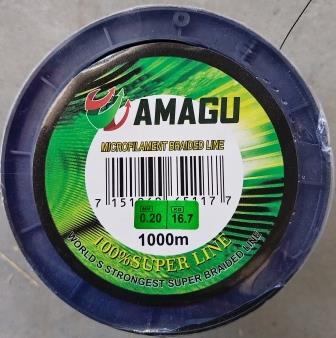 AMAGU
MICROFILAMENT BRAIDED LINE
0.20 16.7
1000m
100% SUPER LINE
WORLD,S STRONGEST SUPER BRAIDED LINE